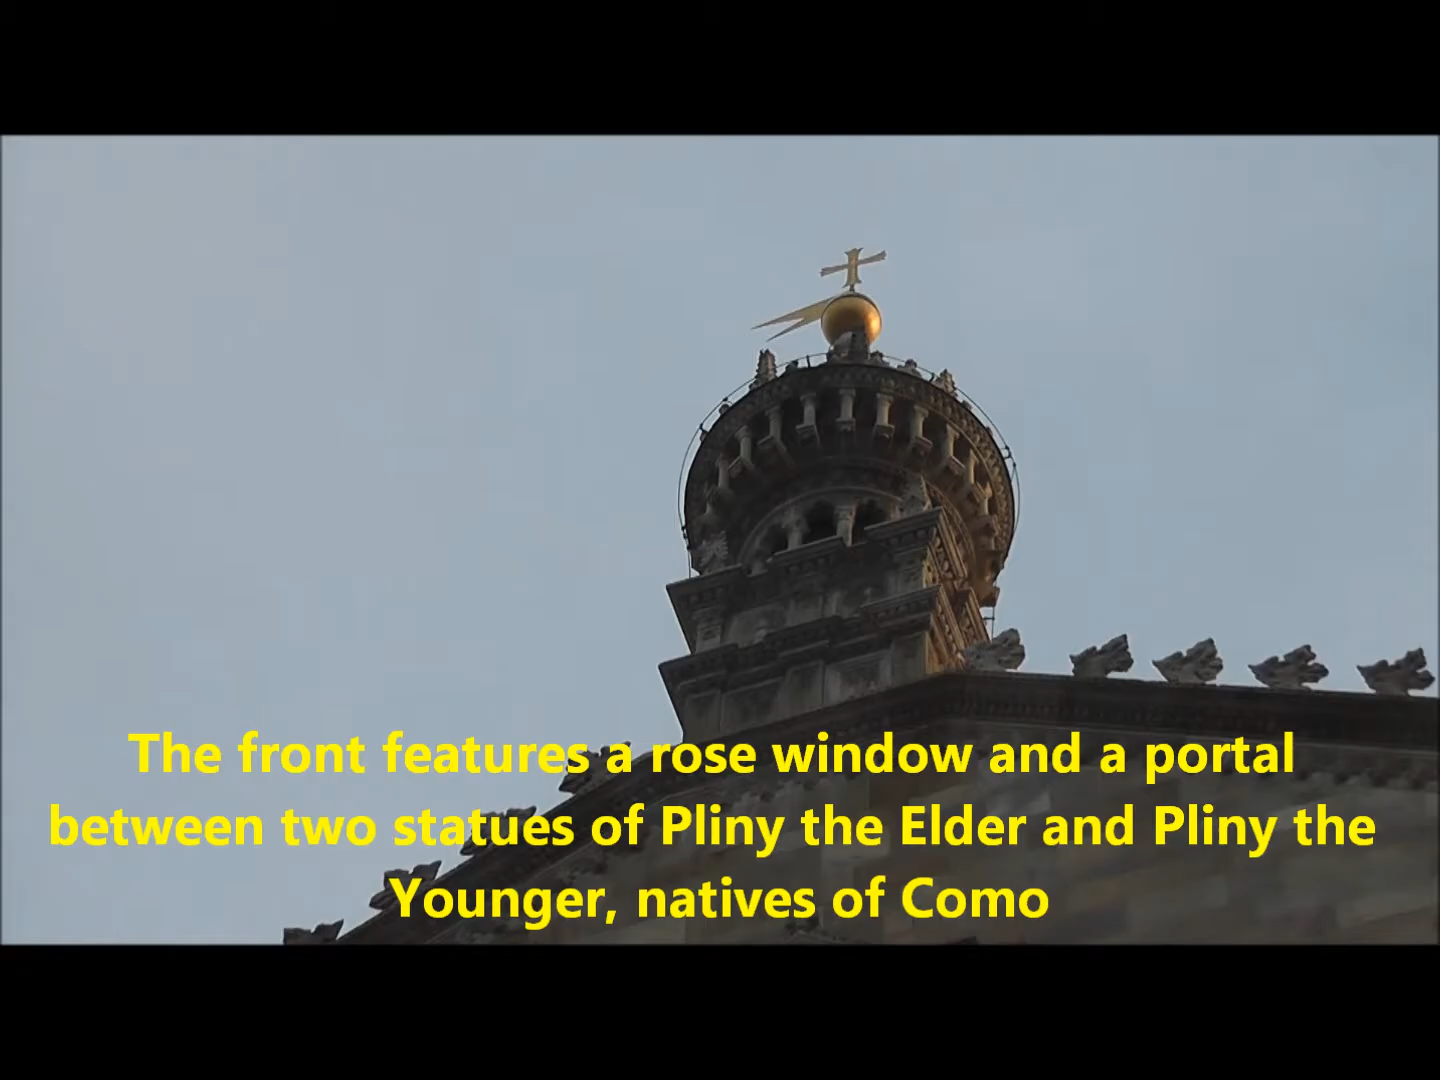 The front features a rose window and a portal
between two statues of Pliny the Elder and Pliny the
Younger, natives of Como